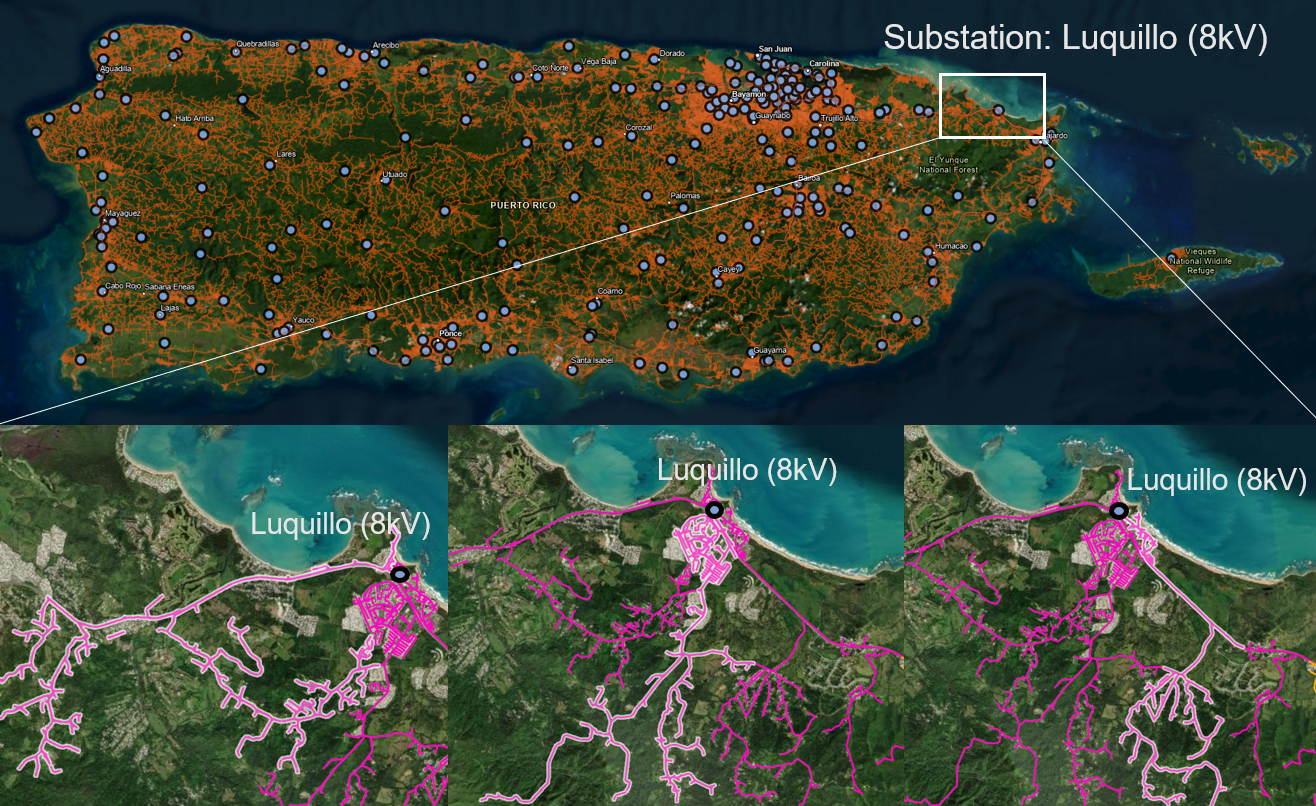 Substation: Luquillo (8kV)
San Juan
Quebradillas
Arecibo
Dorado
Vega Baja
Carolina
Coto Norte
Aguadilla
Bayamón
Hato Arriba
Guaynabo
Trujillo Alto
Corozal
Lares
El Yunque
National Forest
Utuado
Palomas
PUERTO RICO
Mayagüez
Humacao
Vieques
National Wildlife
Refuge
Cayey
Cabo Rojo
Sabana Eneas
Coamo
Lajas
Yauco
Ponce
Guayama
Santa Isabel
Luquillo (8kV)
Luquillo (8kV)
Luquillo (8kV)